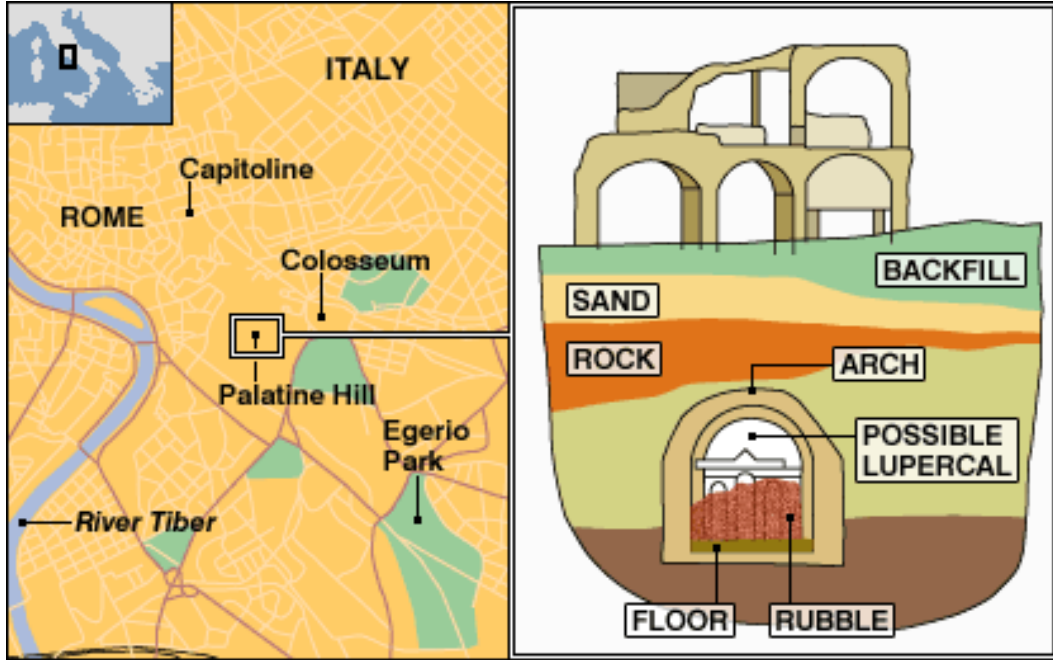 ITALY
Capitoline
ROME
Colosseum
Palatine Hill
Egerio
Park
River Tiber
BACKFILL
SAND
ROCK
ARCH
POSSIBLE
LUPERCAL
FLOOR
RUBBLE